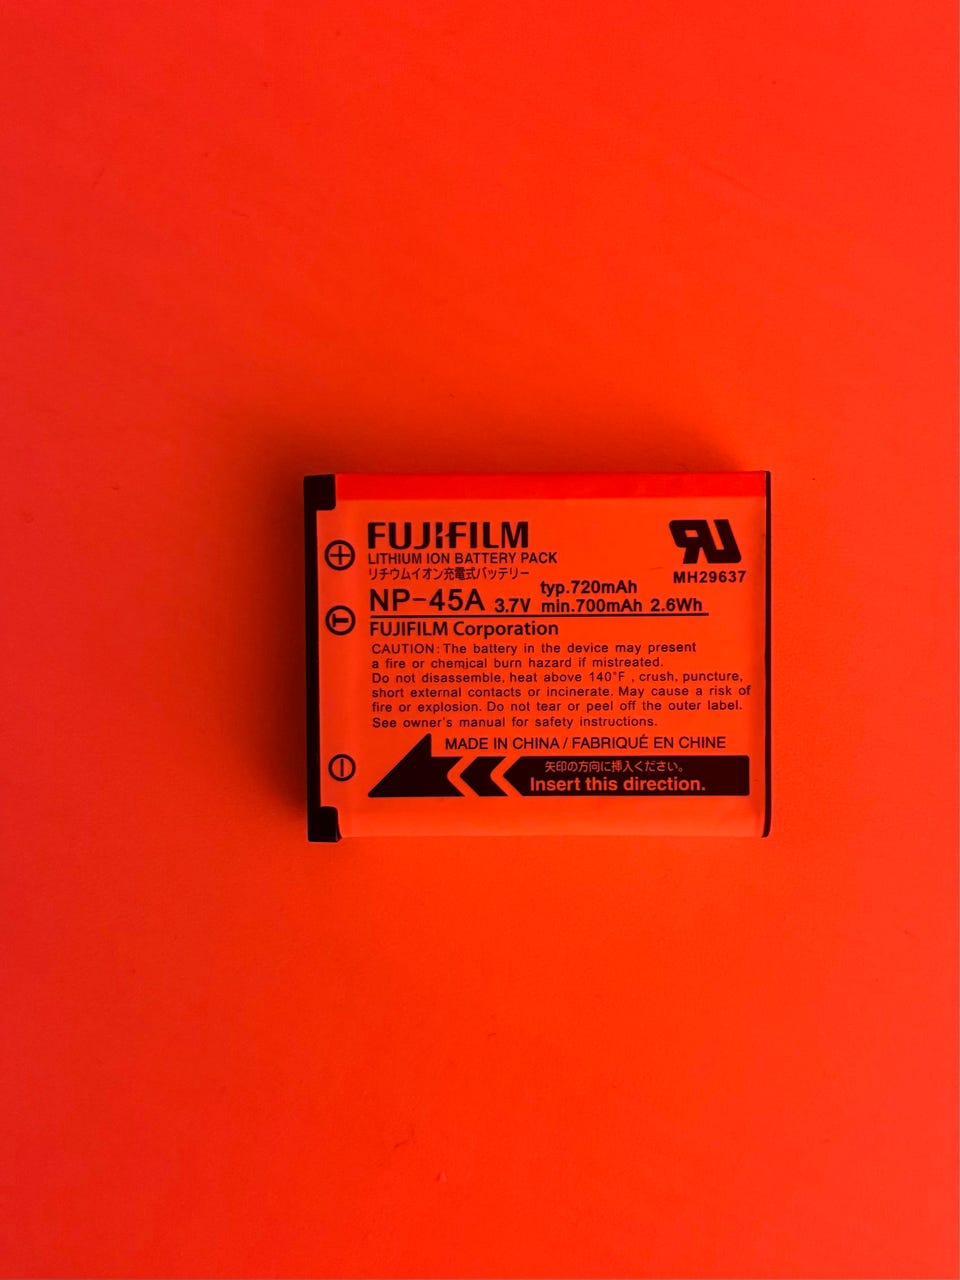 FUJIFILM
LITHIUM ION BATTERY PACK
リチウムイオン充電式バッテリー
NP-45A 3.7V typ.720mAh min.700mAh 2.6Wh
RU
MH29637
FUJIFILM Corporation
CAUTION: The battery in the device may present
a fire or chemical burn hazard if mistreated.
Do not disassemble, heat above 140°F , crush, puncture,
short external contacts or incinerate. May cause a risk of
fire or explosion. Do not tear or peel off the outer label.
See owner's manual for safety instructions.
MADE IN CHINA / FABRIQUÉ EN CHINE
矢印の方向に挿入ください。
Insert this direction.
+
T
−